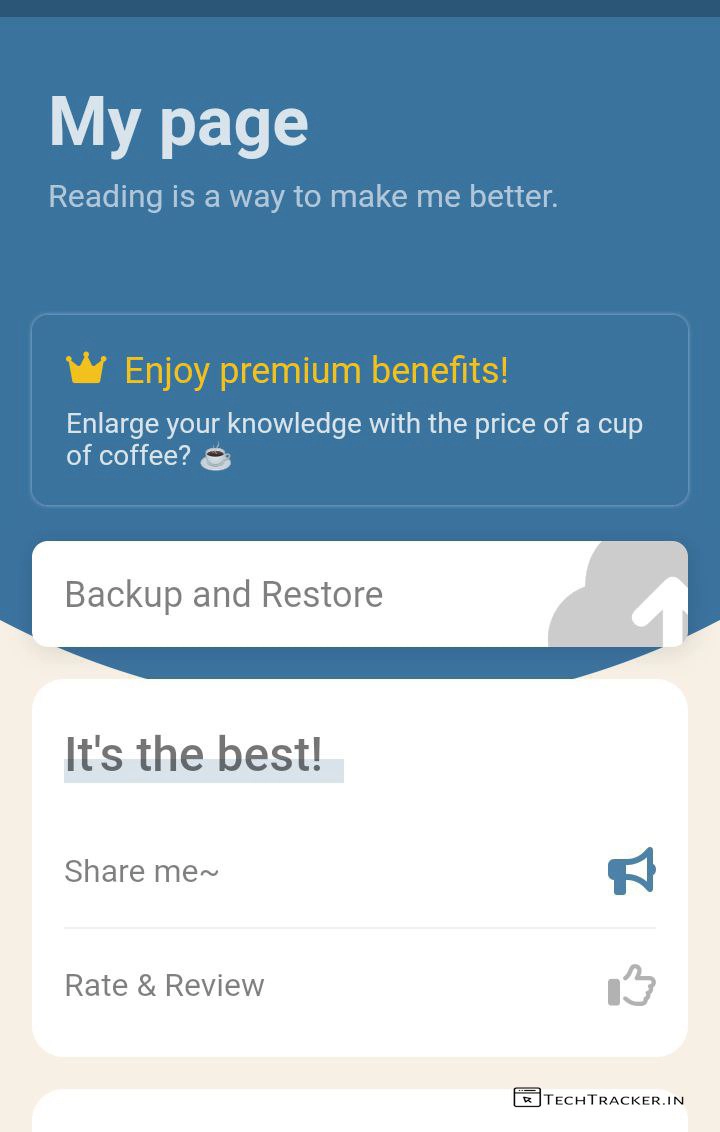 My page
Reading is a way to make me better.
Enjoy premium benefits!
Enlarge your knowledge with the price of a cup
of coffee? ☕
Backup and Restore
It's the best!
Share me~
Rate & Review
TECHTRACKER.IN